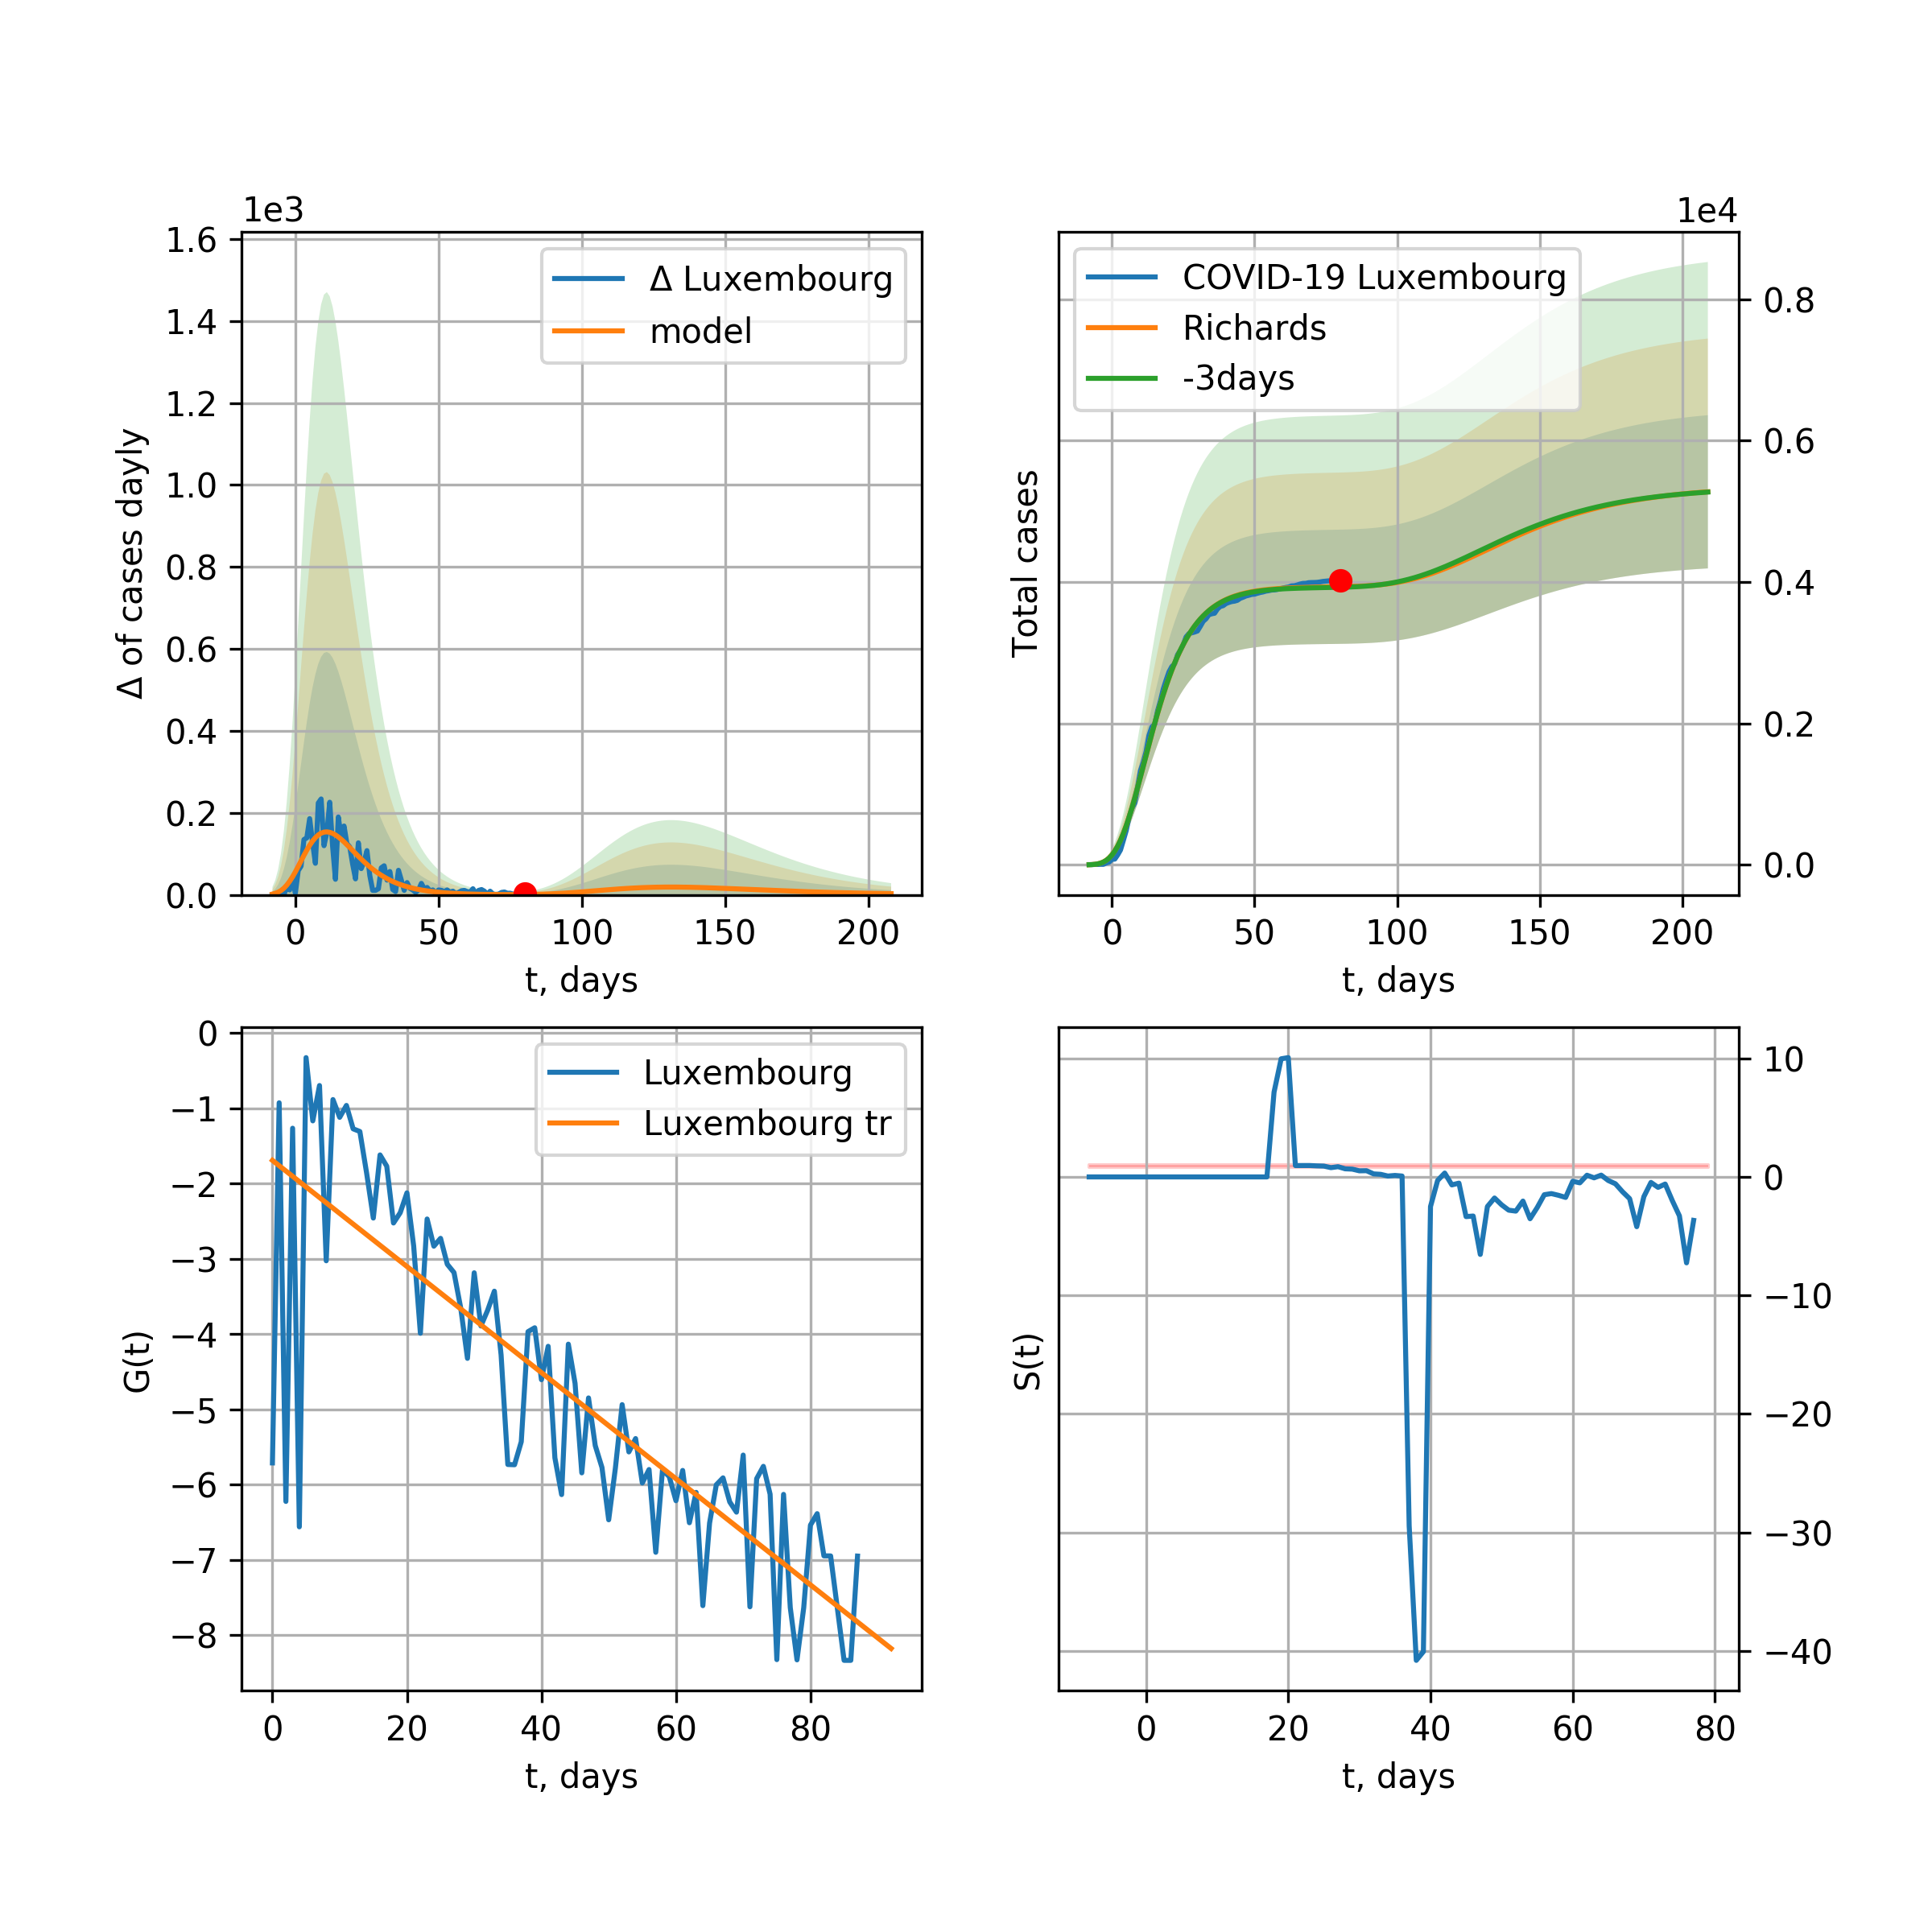 1e3
1.6
1.4
1.2
1.0
0.8
0.6
0.4
0.2
0.0
Δ of cases dayly
Δ Luxembourg
model
0 50 100 150 200
t, days
1e4
COVID-19 Luxembourg
Richards
-3days
Total cases
0.8
0.6
0.4
0.2
0.0
0 50 100 150 200
t, days
0
−1
−2
−3
−4
−5
−6
−7
−8
G(t)
Luxembourg
Luxembourg tr
0 20 40 60 80
t, days
S(t)
10
0
−10
−20
−30
−40
0 20 40 60 80
t, days